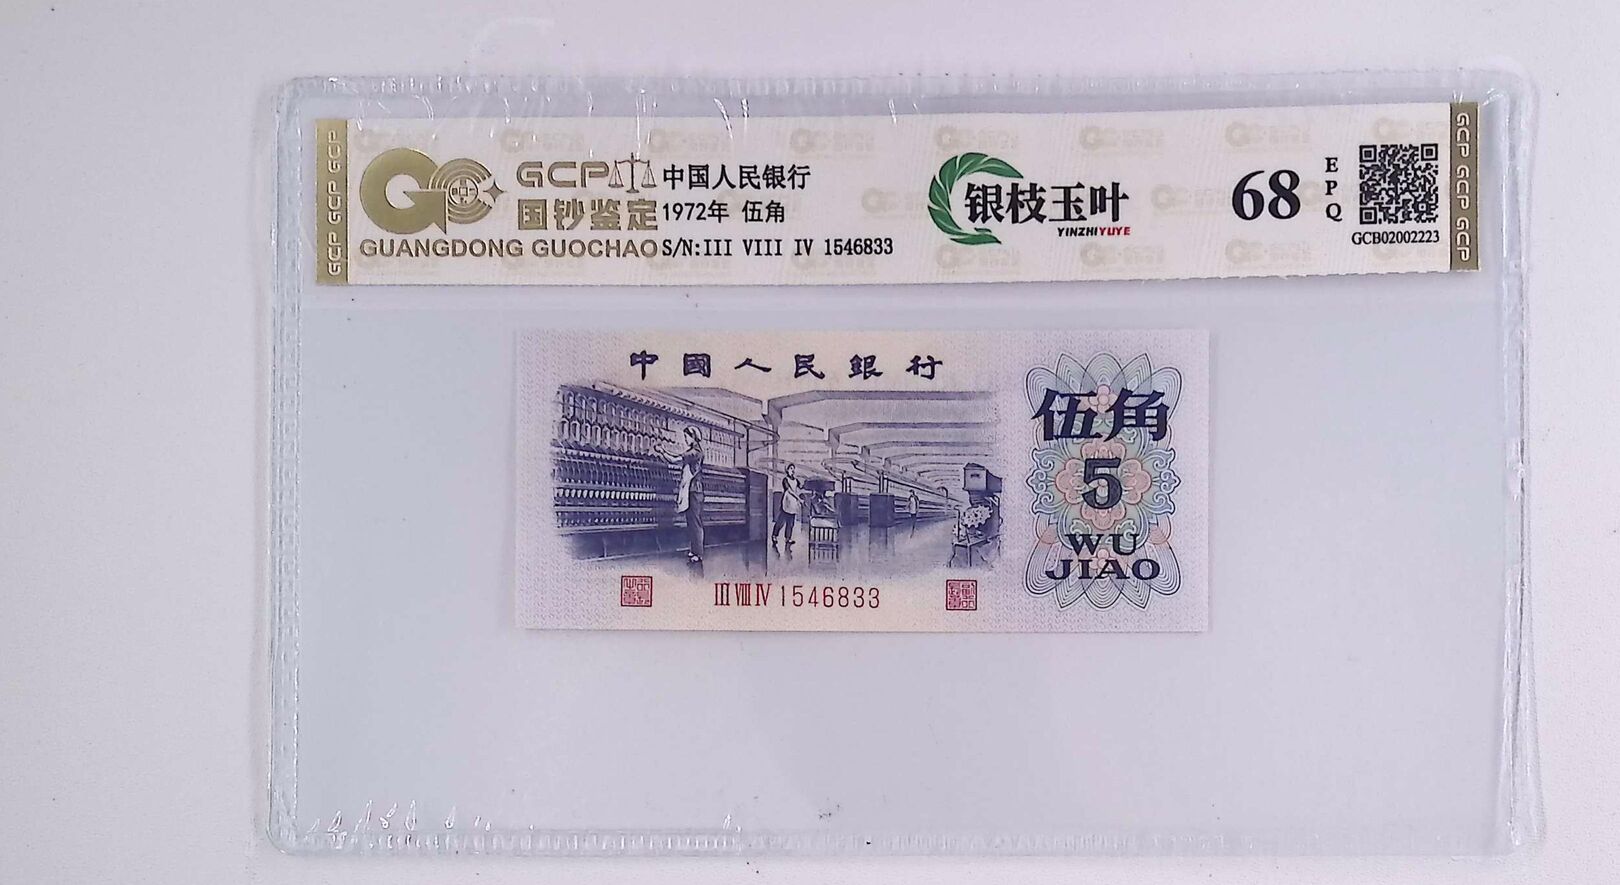 GCP GCP GCP
GCP 中国人民银行
国钞鉴定 1972年 伍角
GUANGDONG GUOCHAO S/N:III VIII IV 1546833
银枝玉叶
YINZHIYUYE
68
EPQ
GCB02002223
GCP GCP GCP
中國人民銀行
伍角
5
WU
JIAO
III VIII IV 1546833